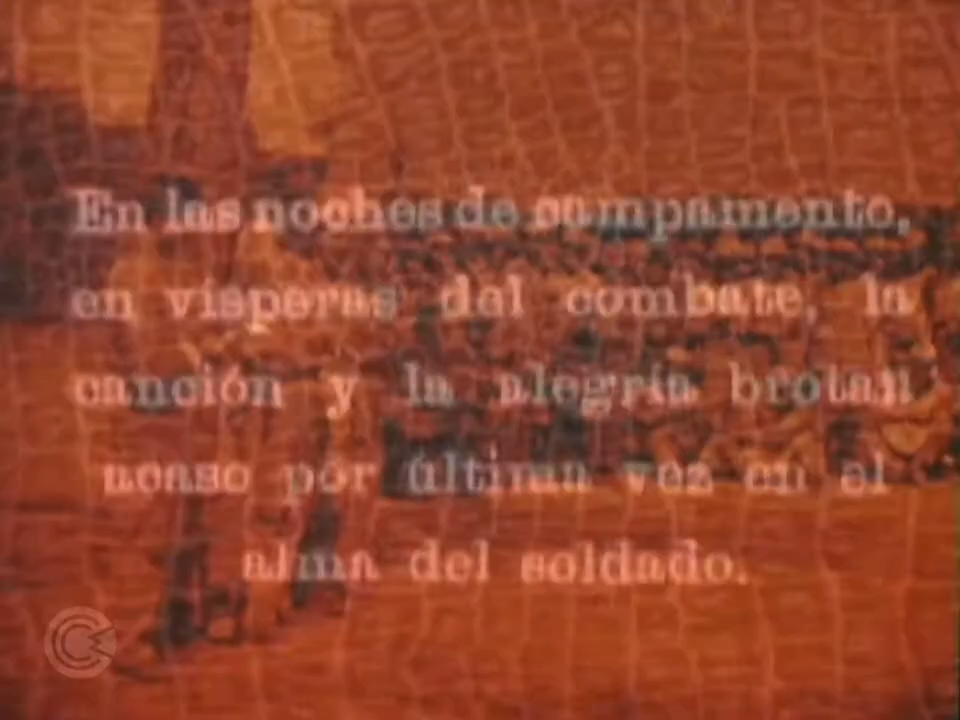 En las noches de campamento,
en vísperas del combate, la
canción y la alegría brotan
acaso por última vez en el
alma del soldado.